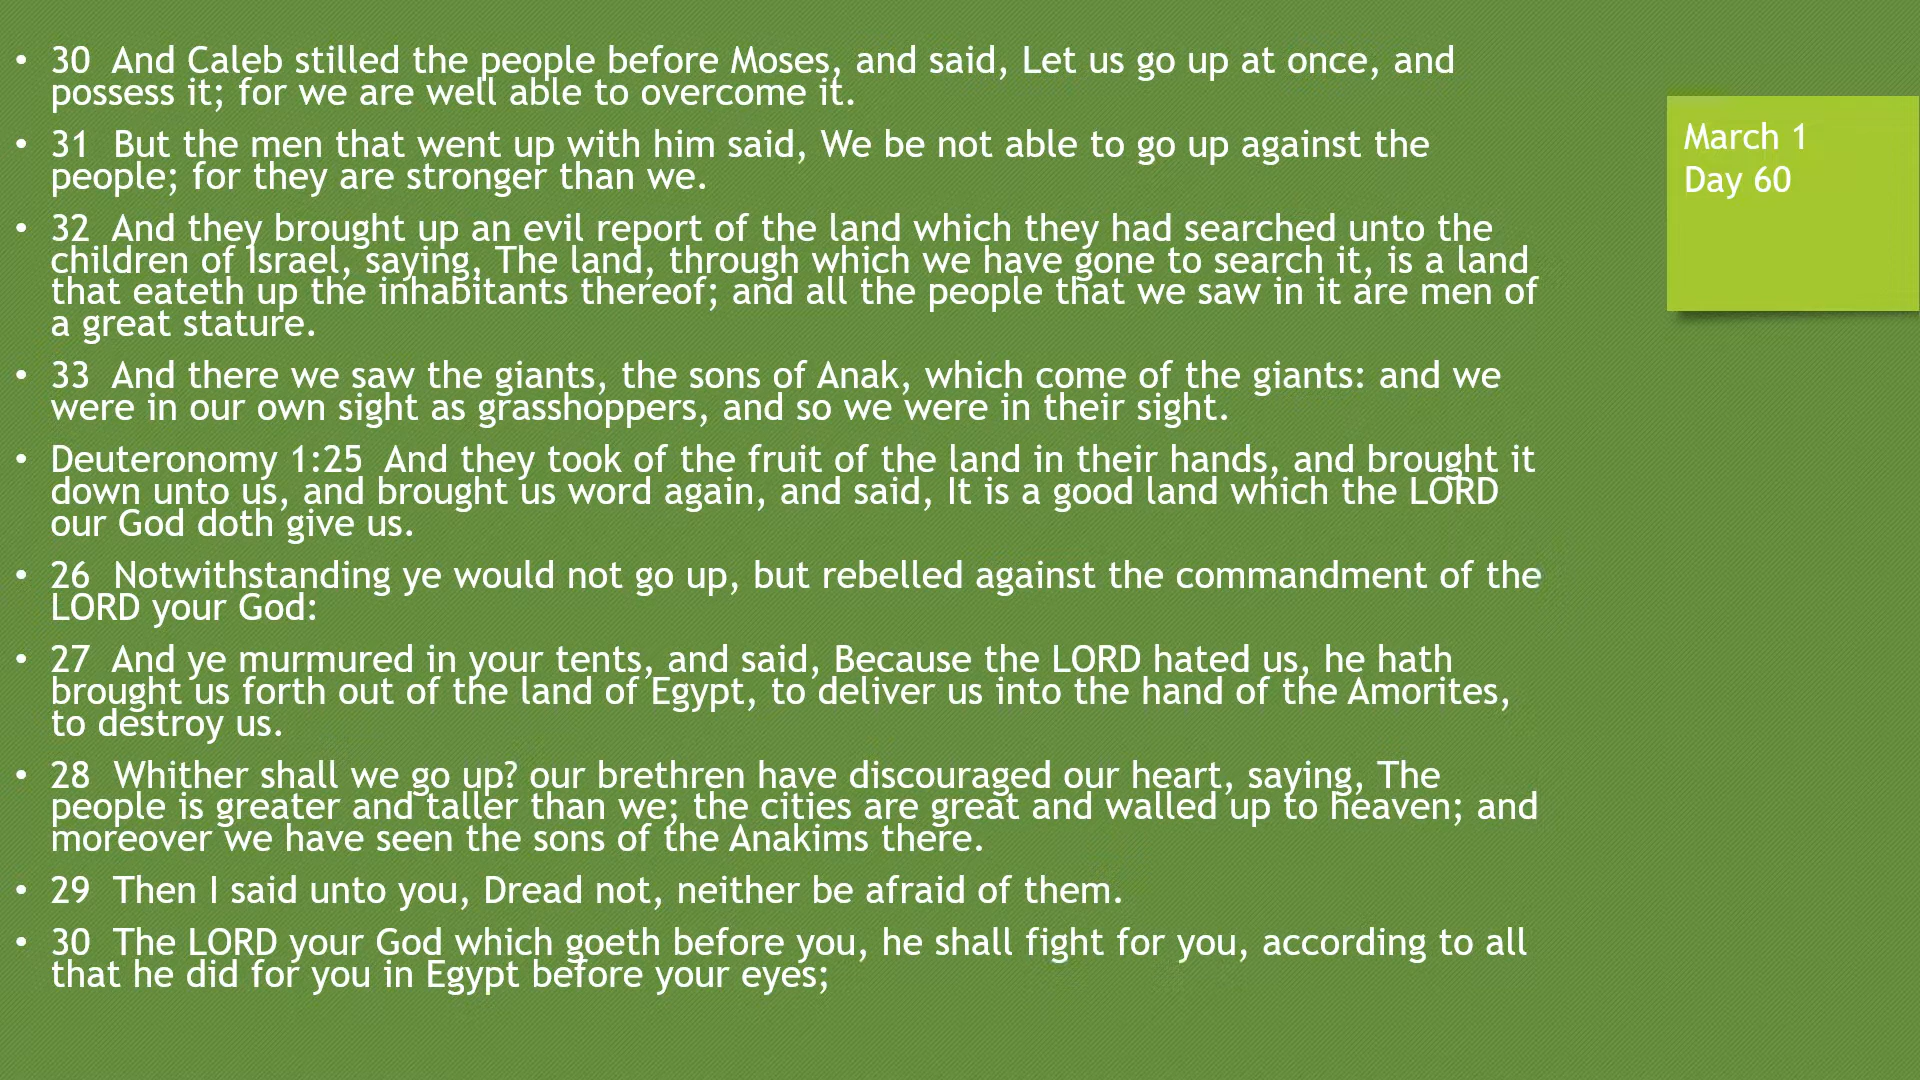 • 30  And Caleb stilled the people before Moses, and said, Let us go up at once, and
possess it; for we are well able to overcome it.
• 31  But the men that went up with him said, We be not able to go up against the
people; for they are stronger than we.
• 32  And they brought up an evil report of the land which they had searched unto the
children of Israel, saying, The land, through which we have gone to search it, is a land
that eateth up the inhabitants thereof; and all the people that we saw in it are men of
a great stature.
• 33  And there we saw the giants, the sons of Anak, which come of the giants: and we
were in our own sight as grasshoppers, and so we were in their sight.
• Deuteronomy 1:25  And they took of the fruit of the land in their hands, and brought it
down unto us, and brought us word again, and said, It is a good land which the LORD
our God doth give us.
• 26  Notwithstanding ye would not go up, but rebelled against the commandment of the
LORD your God:
• 27  And ye murmured in your tents, and said, Because the LORD hated us, he hath
brought us forth out of the land of Egypt, to deliver us into the hand of the Amorites,
to destroy us.
• 28  Whither shall we go up? our brethren have discouraged our heart, saying, The
people is greater and taller than we; the cities are great and walled up to heaven; and
moreover we have seen the sons of the Anakims there.
• 29  Then I said unto you, Dread not, neither be afraid of them.
• 30  The LORD your God which goeth before you, he shall fight for you, according to all
that he did for you in Egypt before your eyes;
March 1
Day 60